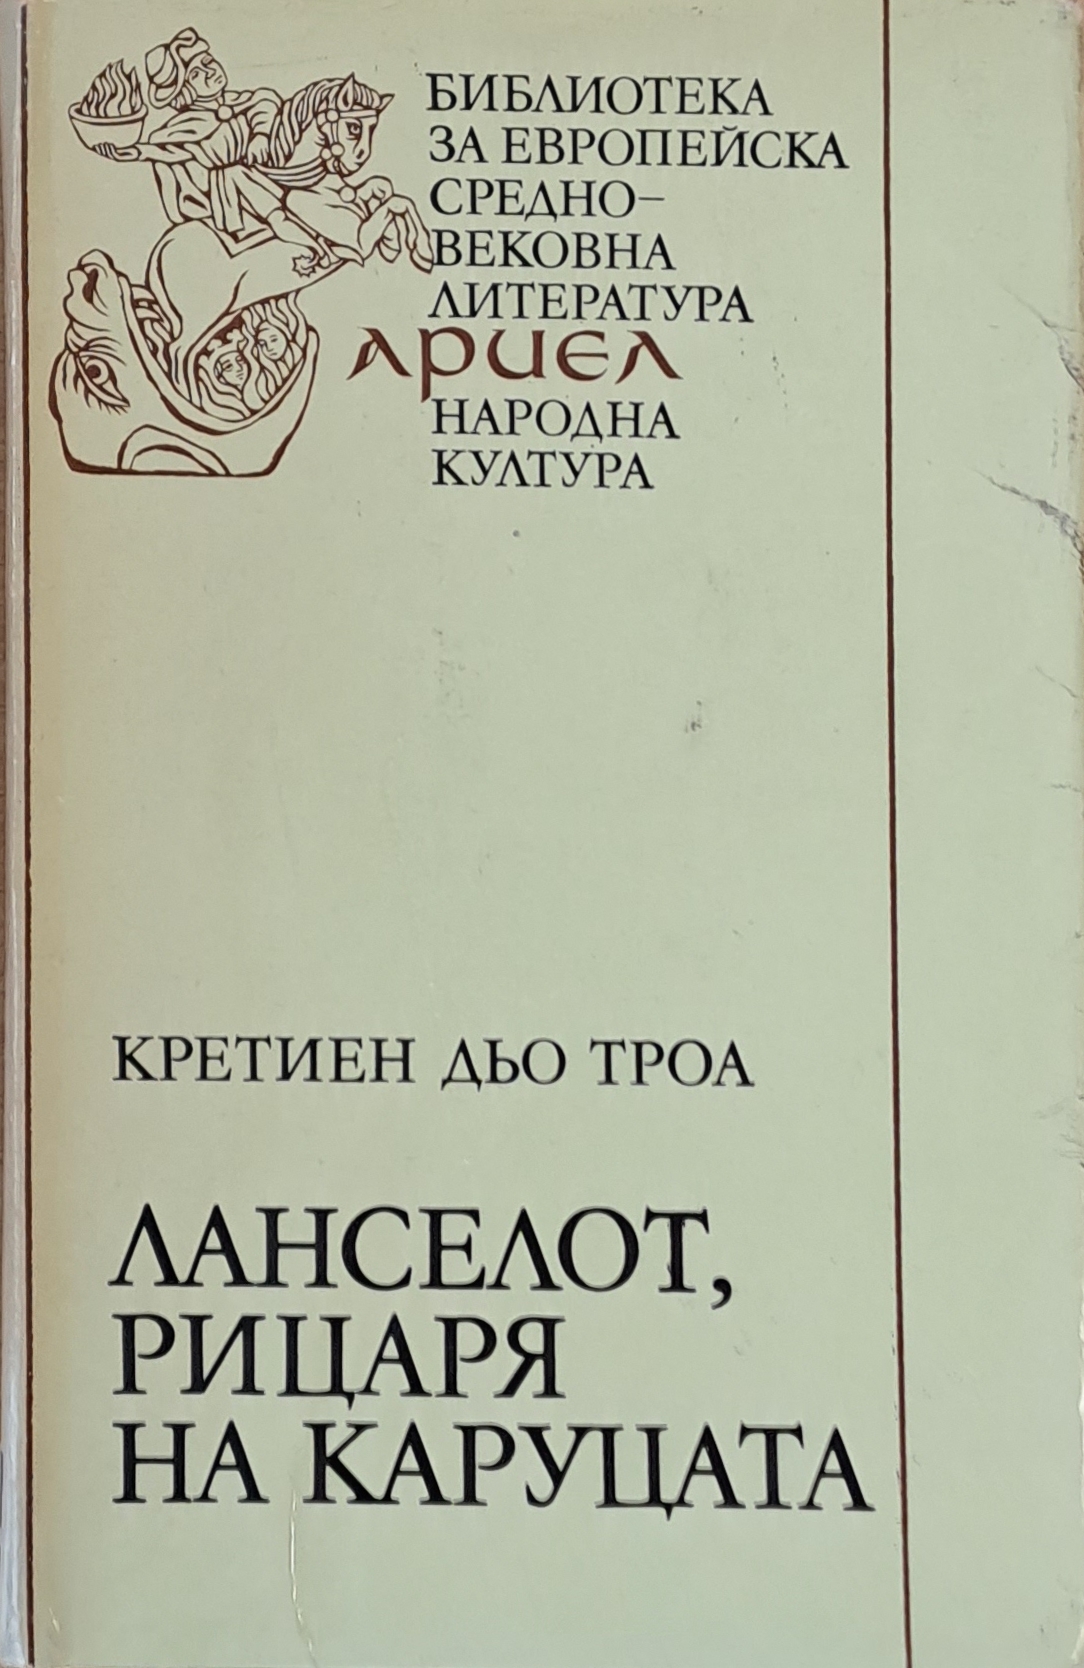 БИБЛИОТЕКА
ЗА ЕВРОПЕЙСКА
СРЕДНО–
ВЕКОВНА
ЛИТЕРАТУРА
АРИЕЛ
НАРОДНА
КУЛТУРА
КРЕТИЕН ДЬО ТРОА
ЛАНСЕЛОТ,
РИЦАРЯ
НА КАРУЦАТА